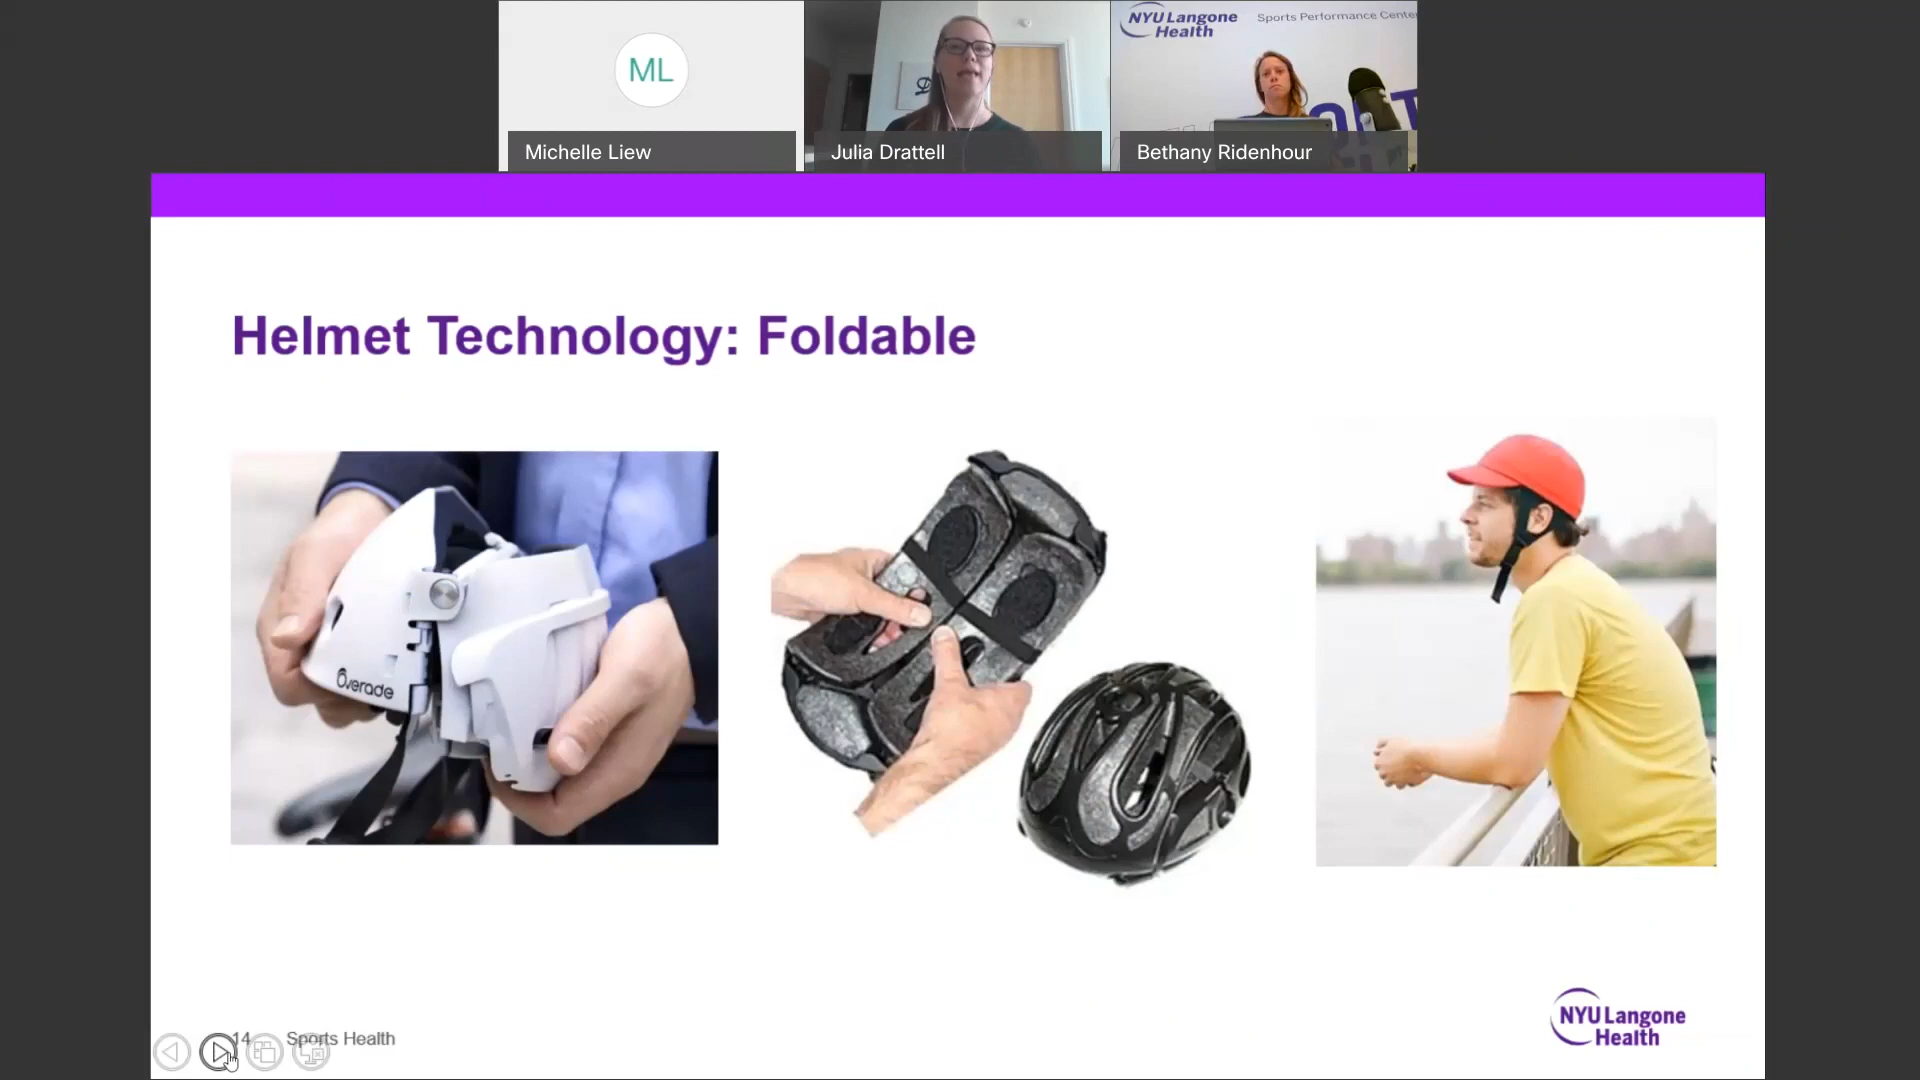 ML
Michelle Liew
Julia Drattell
NYU Langone
Health
Sports Performance Center
Bethany Ridenhour
Helmet Technology: Foldable
Overade
14 Sports Health
NYU Langone
Health